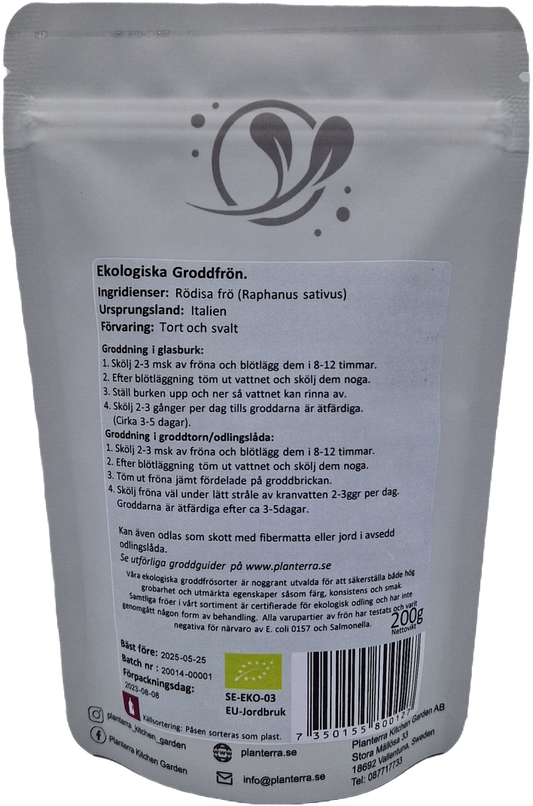 Ekologiska Groddfrön.
Ingridienser: Rödisa frö (Raphanus sativus)
Ursprungsland: Italien
Förvaring: Tort och svalt
Groddning i glasburk:
1. Skölj 2-3 msk av fröna och blötlägg dem i 8-12 timmar.
2. Efter blötläggning töm ut vattnet och skölj dem noga.
3. Ställ burken upp och ner så vattnet kan rinna av.
4. Skölj 2-3 gånger per dag tills groddarna är ätfärdiga.
(Cirka 3-5 dagar).
Groddning i groddtorn/odlingslåda:
1. Skölj 2-3 msk av fröna och blötlägg dem i 8-12 timmar.
2. Efter blötläggning töm ut vattnet och skölj dem noga.
3. Töm ut fröna jämt fördelade på groddbrickan.
4. Skölj fröna väl under lätt stråle av kranvatten 2-3ggr per dag.
Groddarna är ätfärdiga efter ca 3-5dagar.
Kan även odlas som skott med fibermatta eller jord i avsedd
odlingslåda.
Se utförliga groddguider på www.planterra.se
Våra ekologiska groddfrösorter är noggrant utvalda för att säkerställa både hög
grobarhet och utmärkta egenskaper såsom färg, konsistens och smak.
Samtliga fröer i vårt sortiment är certifierade för ekologisk odling och har inte
genomgått någon form av behandling. Alla varupartier av frön har testats och varit
negativa för närvaro av E. coli 0157 och Salmonella.
200g
Nettovikt
Bäst före: 2025-05-25
Batch nr : 20014-00001
Förpackningsdag:
2023-08-08
SE-EKO-03
EU-Jordbruk
7 350155 800127
Källsortering: Påsen sorteras som plast.
planterra_kitchen_garden
Planterra Kitchen Garden
planterra.se
info@planterra.se
Planterra Kitchen Garden AB
Stora Mällösa 33
18692 Vallentuna, Sweden
Tel: 087717733